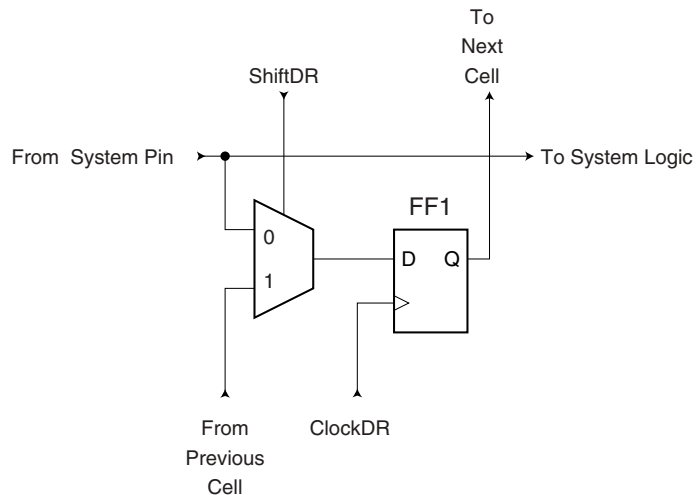 To
Next
Cell
ShiftDR
From System Pin
To System Logic
FF1
0
D Q
1
From
Previous
Cell
ClockDR